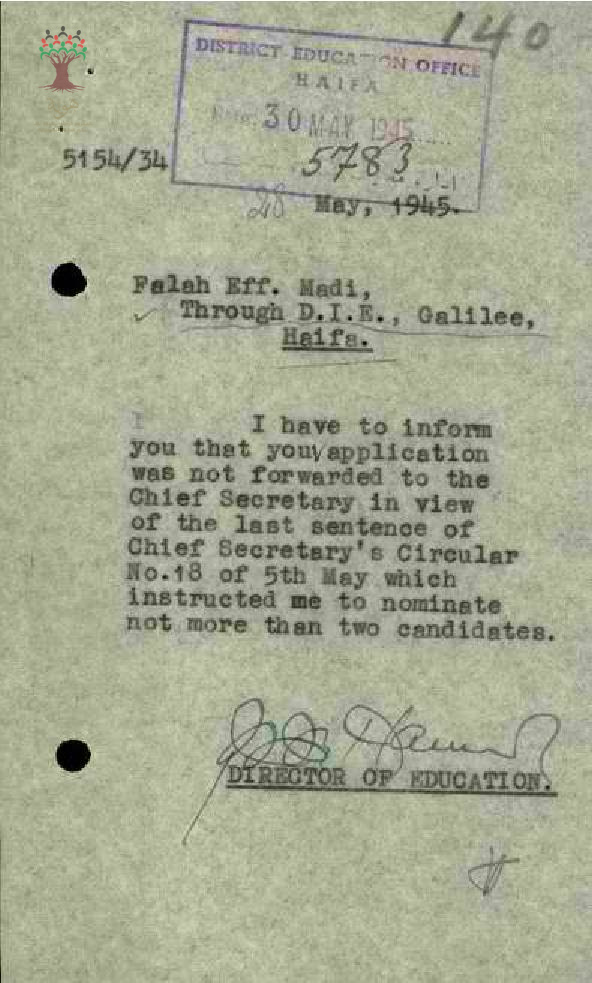 140
DISTRICT EDUCATION OFFICE
HAIFA
30 MAY 1945
5783
5154/34
28 May, 1945.
Falah Eff. Madi,
Through D.I.E., Galilee,
Haifa.
I have to inform
you that you application
was not forwarded to the
Chief Secretary in view
of the last sentence of
Chief Secretary's Circular
No.18 of 5th May which
instructed me to nominate
not more than two candidates.
DIRECTOR OF EDUCATION.